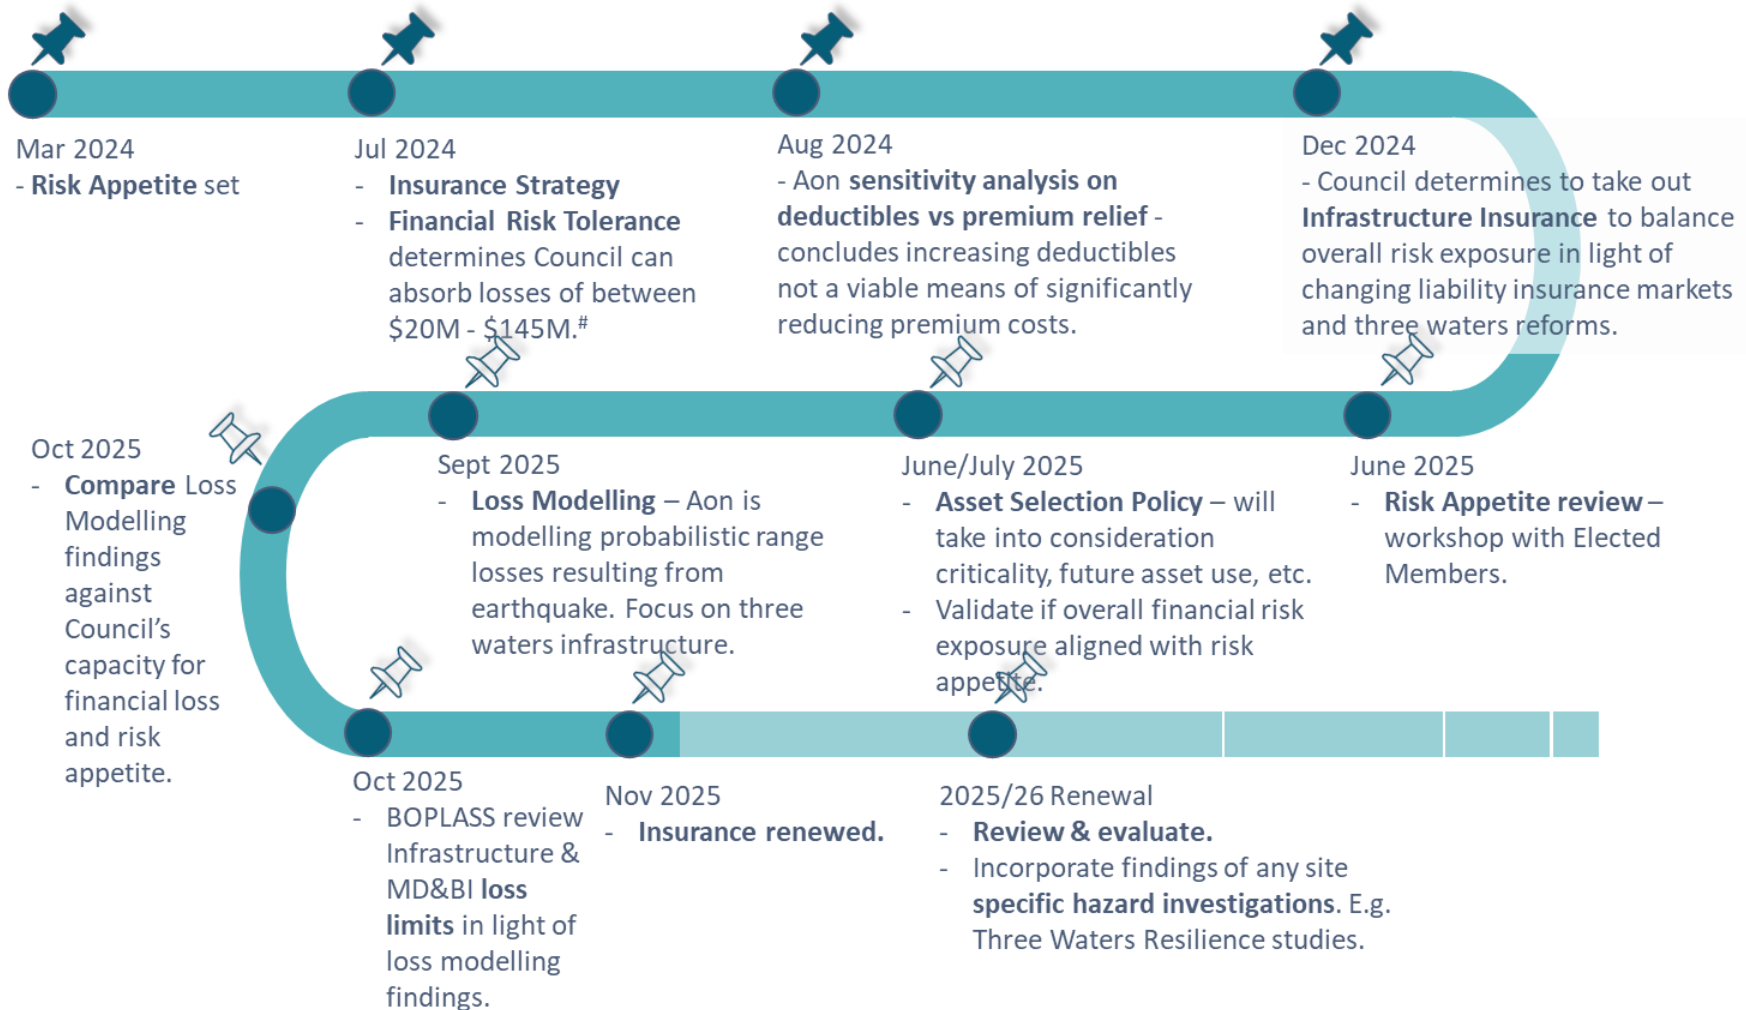 Mar 2024
- Risk Appetite set
Jul 2024
- Insurance Strategy
- Financial Risk Tolerance
determines Council can
absorb losses of between
$20M - $145M.#
Aug 2024
- Aon sensitivity analysis on
deductibles vs premium relief -
concludes increasing deductibles
not a viable means of significantly
reducing premium costs.
Dec 2024
- Council determines to take out
Infrastructure Insurance to balance
overall risk exposure in light of
changing liability insurance markets
and three waters reforms.
June 2025
- Risk Appetite review –
workshop with Elected
Members.
June/July 2025
- Asset Selection Policy – will
take into consideration
criticality, future asset use, etc.
- Validate if overall financial risk
exposure aligned with risk
appetite.
Sept 2025
- Loss Modelling – Aon is
modelling probabilistic range
losses resulting from
earthquake. Focus on three
waters infrastructure.
Oct 2025
- Compare Loss
Modelling
findings
against
Council’s
capacity for
financial loss
and risk
appetite.
Oct 2025
- BOPLASS review
Infrastructure &
MD&BI loss
limits in light of
loss modelling
findings.
Nov 2025
- Insurance renewed.
2025/26 Renewal
- Review & evaluate.
- Incorporate findings of any site
specific hazard investigations. E.g.
Three Waters Resilience studies.